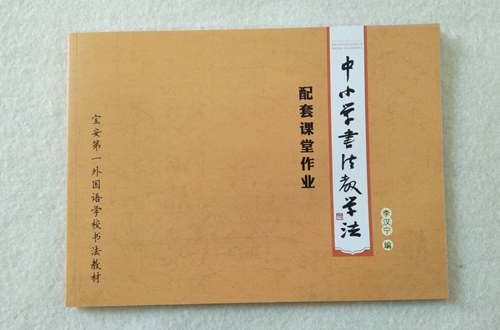 中小学书法教学法
李汉宁 编
配套课堂作业
宝安第一外国语学校书法教材